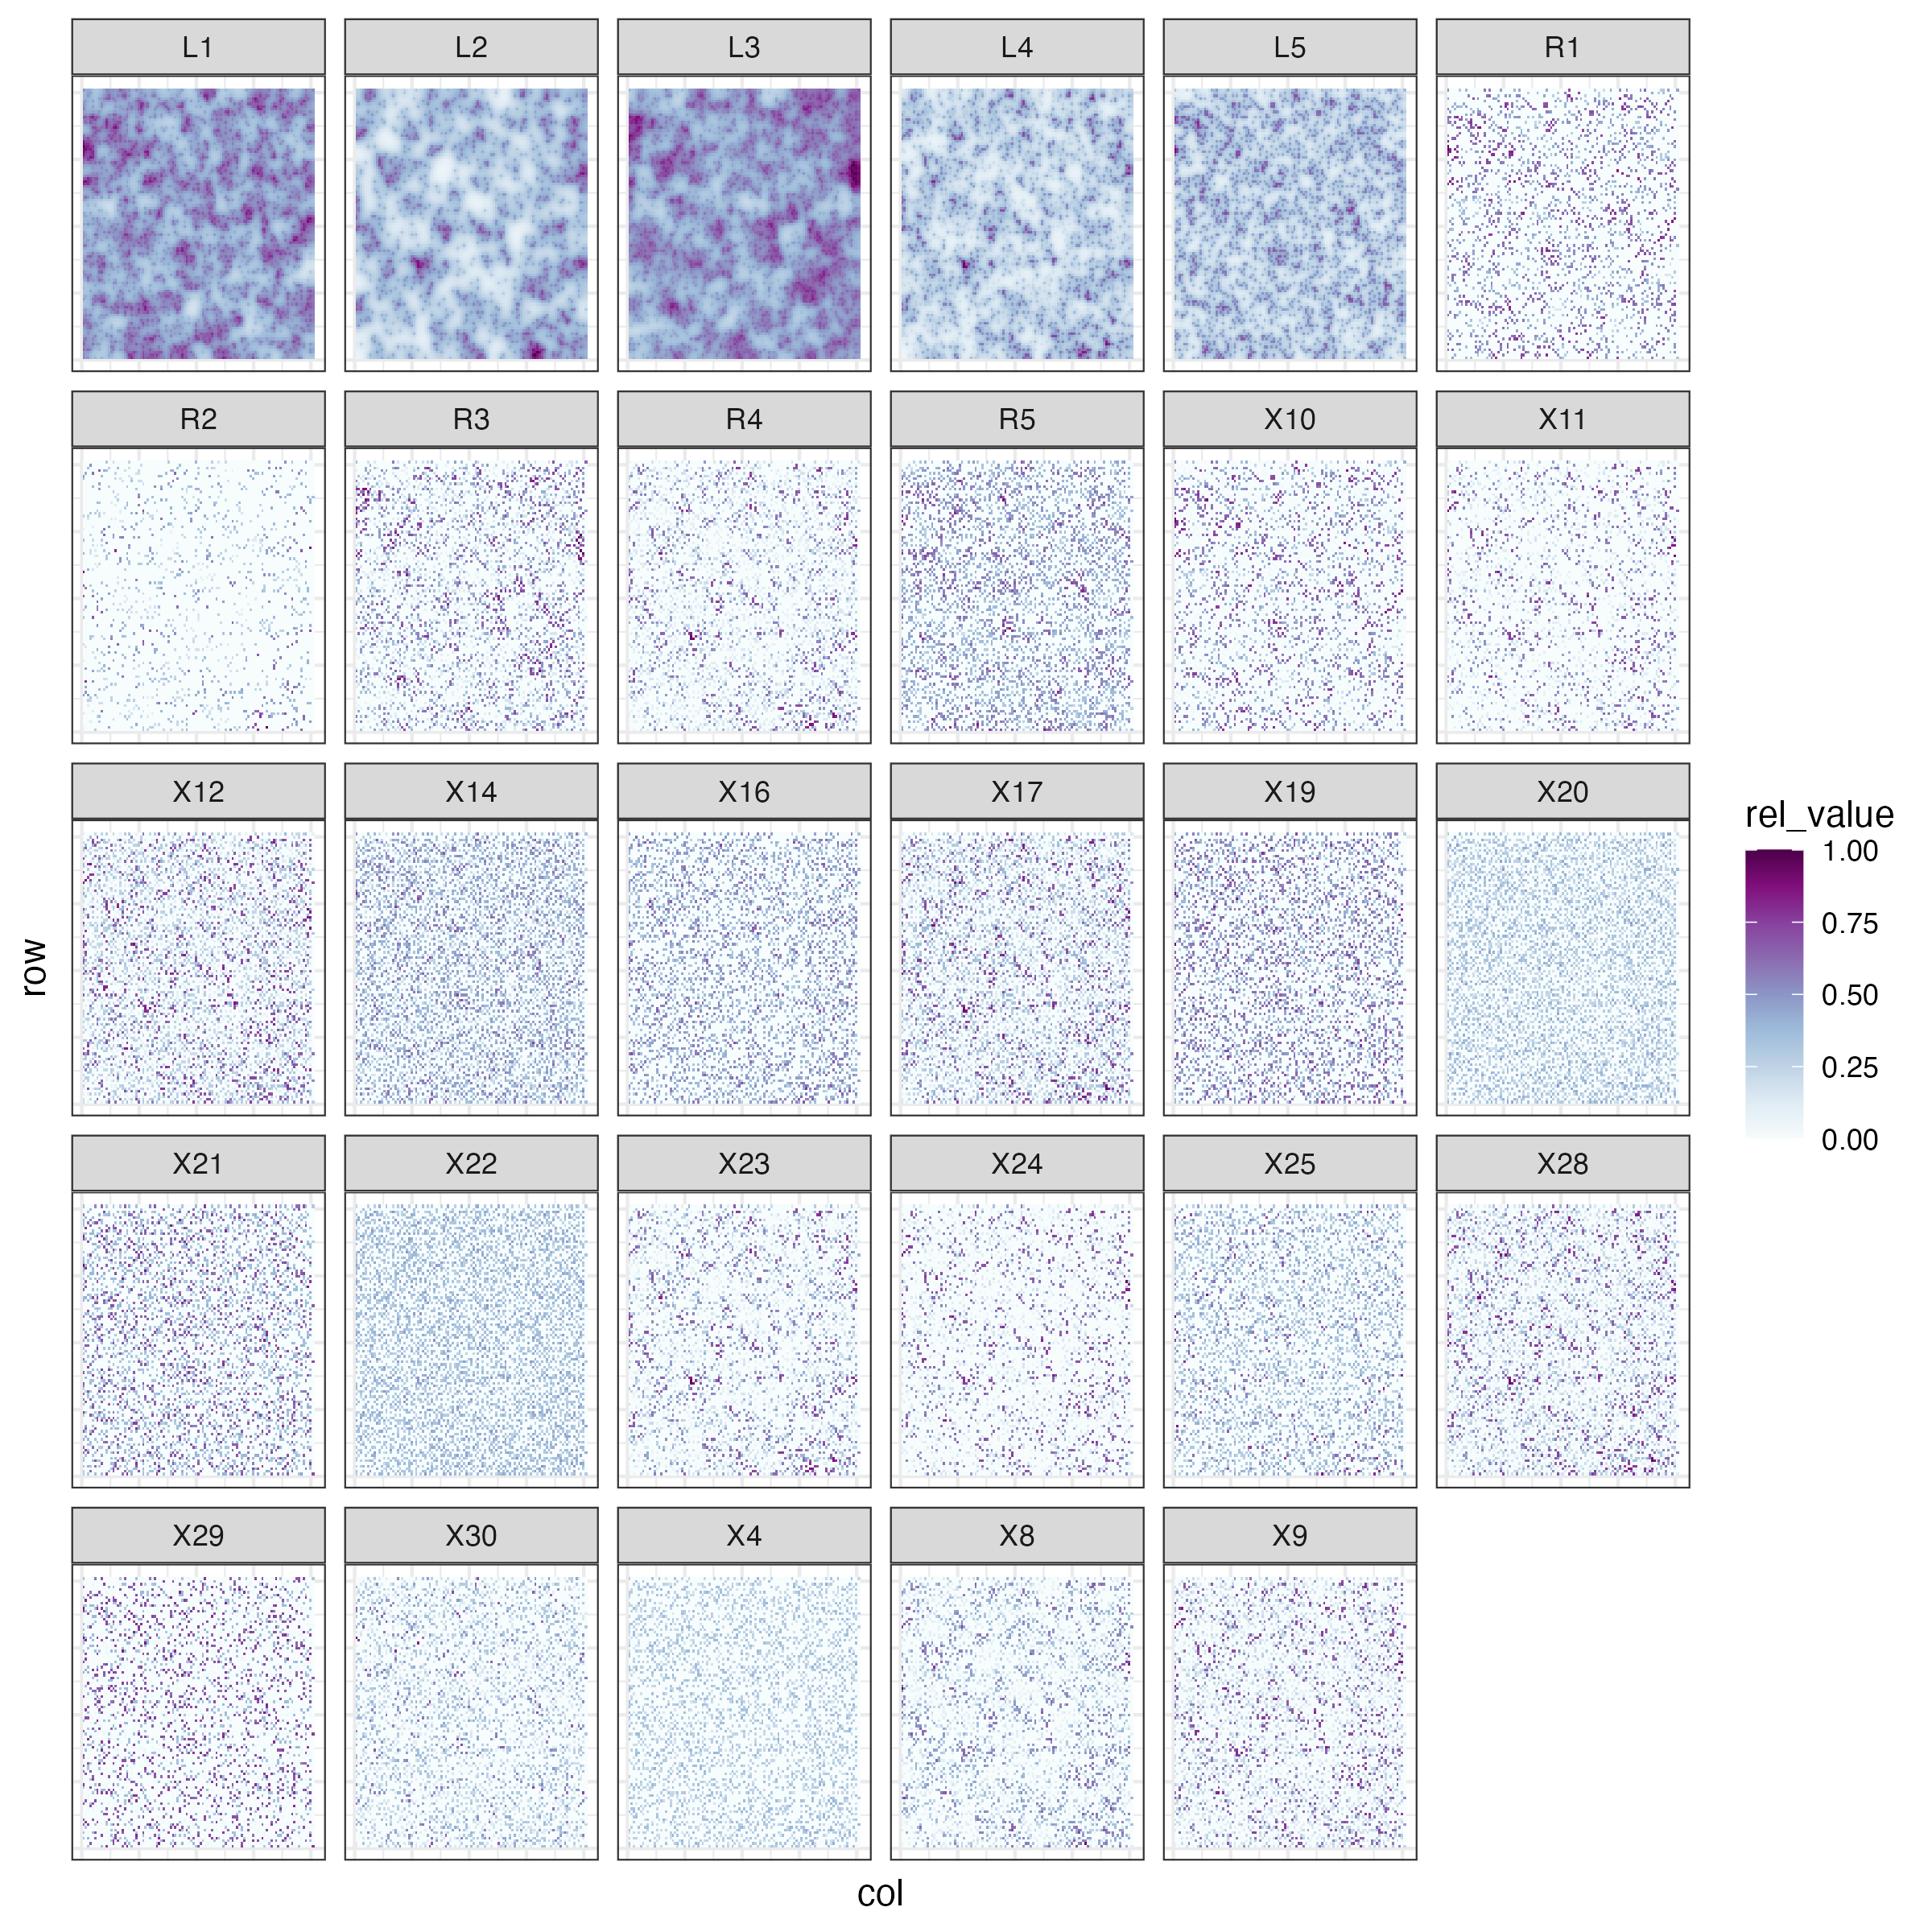 L1 L2 L3 L4 L5 R1
R2 R3 R4 R5 X10 X11
X12 X14 X16 X17 X19 X20
X21 X22 X23 X24 X25 X28
X29 X30 X4 X8 X9
row
col
rel_value
1.00
0.75
0.50
0.25
0.00